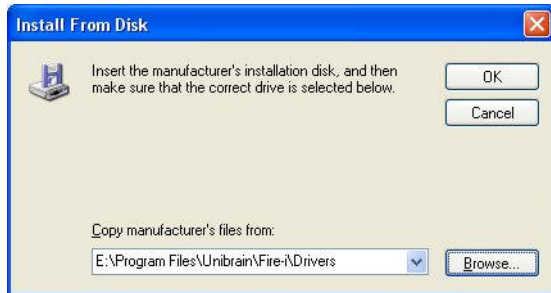 Install From Disk
Insert the manufacturer's installation disk, and then
make sure that the correct drive is selected below.
OK
Cancel
Copy manufacturer's files from:
E:\Program Files\Unibrain\Fire-i\Drivers
Browse...